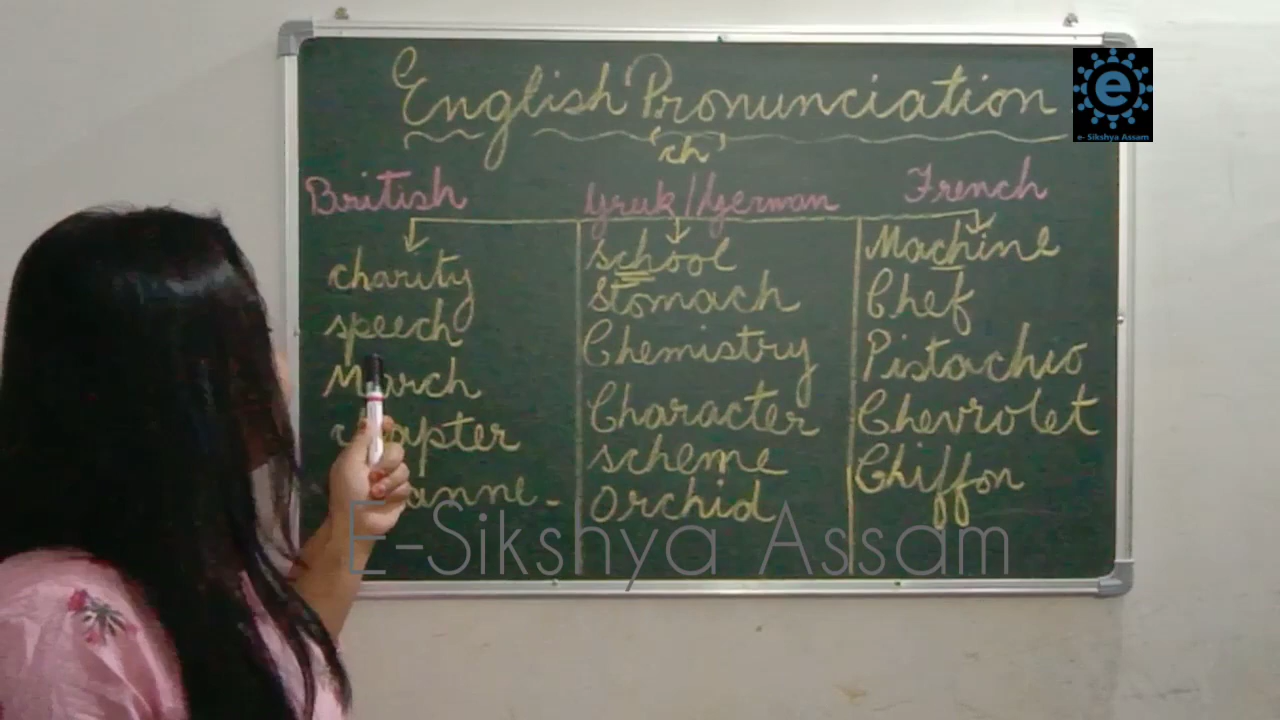 English Pronunciation
'ch'
British
Greek/German
French
charity
speech
March
chapter
School
Stomach
Chemistry
Character
scheme
Orchid
Machine
Chef
Pistachio
Chevrolet
Chiffon
e
e- Sikshya Assam
E-Sikshya Assam